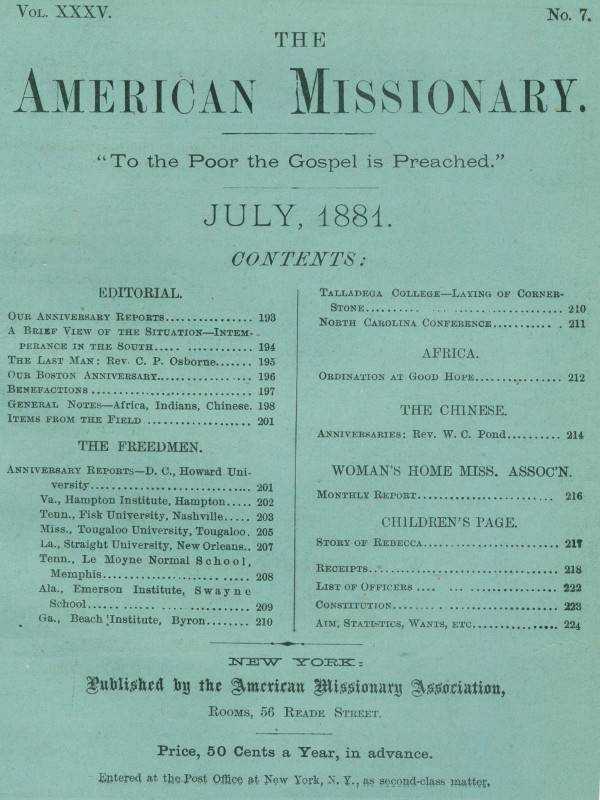 VOL. XXXV. No. 7.
THE
AMERICAN MISSIONARY.
"To the Poor the Gospel is Preached."
JULY, 1881.
CONTENTS:
EDITORIAL.
OUR ANNIVERSARY REPORTS................ 193
A BRIEF VIEW OF THE SITUATION—INTEM-
PERANCE IN THE SOUTH................ 194
THE LAST MAN: REV. C. P. OSBORNE....... 195
OUR BOSTON ANNIVERSARY................ 196
BENEFACTIONS ................ 197
GENERAL NOTES—Africa, Indians, Chinese. 198
ITEMS FROM THE FIELD ................ 201
THE FREEDMEN.
ANNIVERSARY REPORTS—D. C., Howard Uni-
versity................ 201
Va., Hampton Institute, Hampton..... 202
Tenn., Fisk University, Nashville..... 203
Miss., Tougaloo University, Tougaloo. 205
La., Straight University, New Orleans.. 207
Tenn., Le Moyne Normal School,
Memphis................ 208
Ala., Emerson Institute, Swayne
School................ 209
Ga., Beach Institute, Byron........ 210
TALLADEGA COLLEGE—LAYING OF CORNER-
STONE................ 210
NORTH CAROLINA CONFERENCE............ 211
AFRICA.
ORDINATION AT GOOD HOPE............ 212
THE CHINESE.
ANNIVERSARIES: REV. W. C. POND.......... 214
WOMAN'S HOME MISS. ASSOC'N.
MONTHLY REPORT................ 216
CHILDREN'S PAGE.
STORY OF REBECCA................ 217
RECEIPTS................ 218
LIST OF OFFICERS ................ 222
CONSTITUTION................ 223
AIM, STATISTICS, WANTS, ETC............... 224
NEW YORK:
Published by the American Missionary Association,
ROOMS, 56 READE STREET.
Price, 50 Cents a Year, in advance.
Entered at the Post Office at New York, N. Y., as second-class matter.